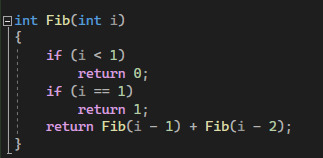 int Fib(int i)
{
    if (i < 1)
        return 0;
    if (i == 1)
        return 1;
    return Fib(i - 1) + Fib(i - 2);
}